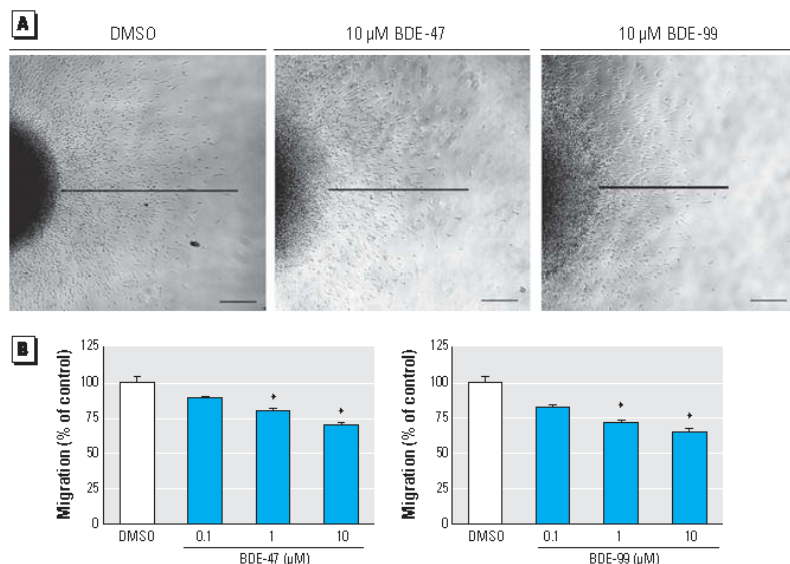 A
DMSO 10 µM BDE-47 10 µM BDE-99
B
Migration (% of control)
125
100
75
50
25
0
DMSO 0.1 1 10
BDE-47 (µM)
Migration (% of control)
125
100
75
50
25
0
DMSO 0.1 1 10
BDE-99 (µM)